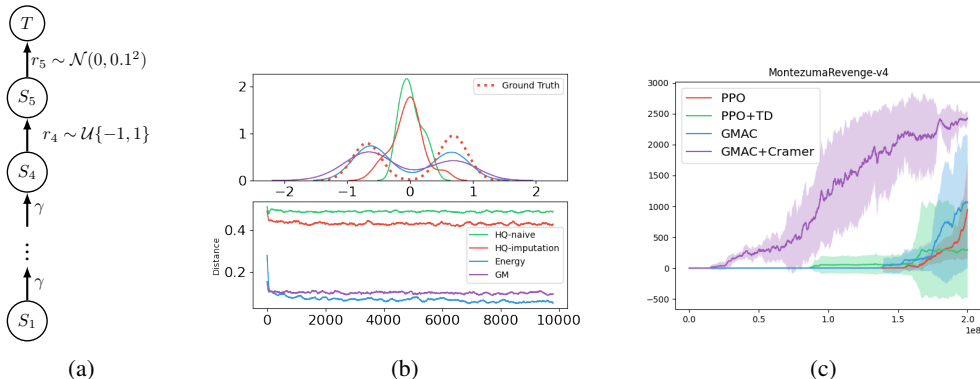 T
r₅ ~ N(0, 0.1²)
S₅
r₄ ~ U{−1, 1}
S₄
γ
⋮
γ
S₁
(a)
Ground Truth
2
1
0
−2
−1
0
1
2
Distance
0.4
0.2
HQ-naive
HQ-imputation
Energy
GM
0
2000
4000
6000
8000
10000
(b)
MontezumaRevenge-v4
3000
2500
2000
1500
1000
500
0
−500
PPO
PPO+TD
GMAC
GMAC+Cramer
0.0
0.5
1.0
1.5
2.0
1e8
(c)